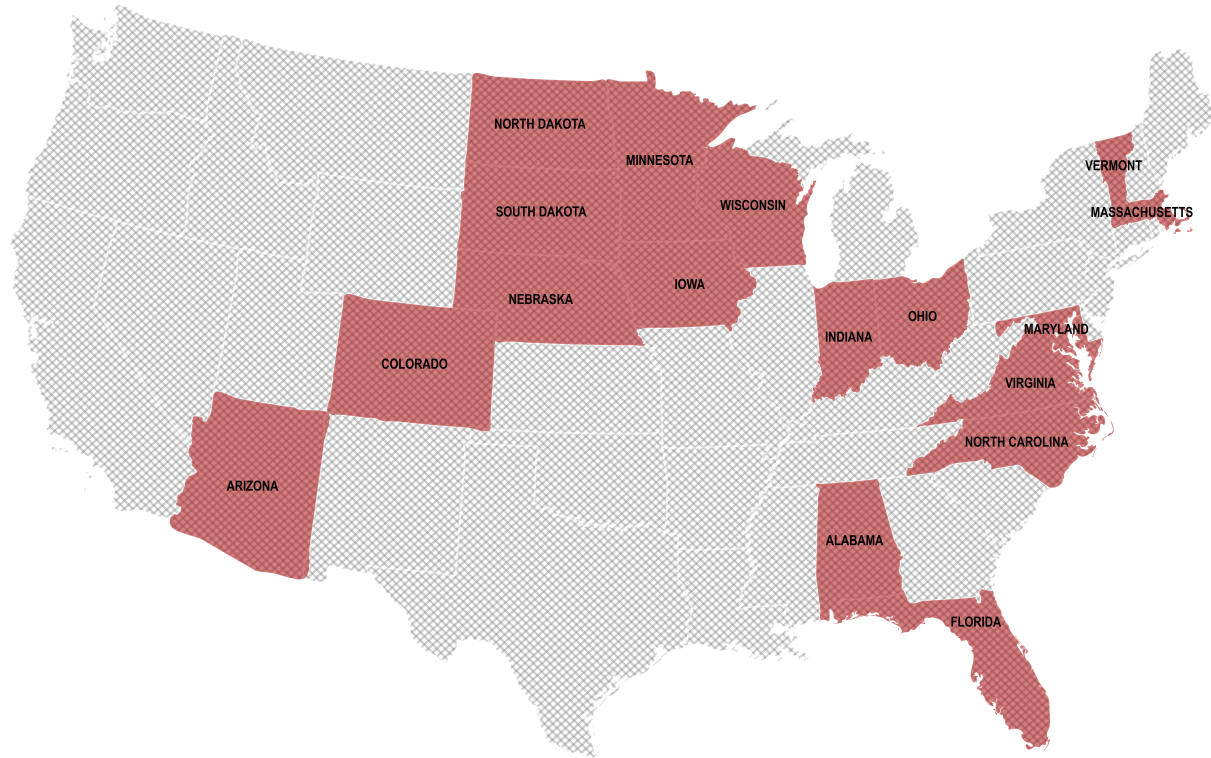 NORTH DAKOTA
MINNESOTA
VERMONT
WISCONSIN
SOUTH DAKOTA
MASSACHUSETTS
IOWA
NEBRASKA
OHIO
MARYLAND
INDIANA
COLORADO
VIRGINIA
NORTH CAROLINA
ARIZONA
ALABAMA
FLORIDA